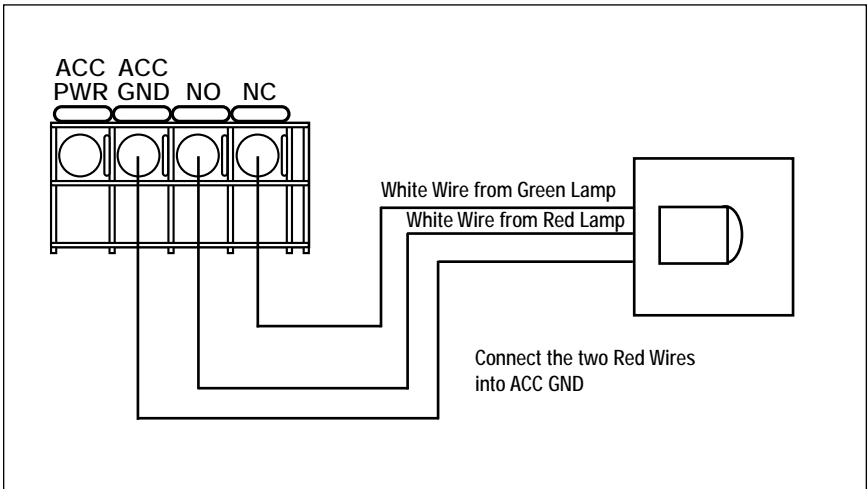 ACC ACC
PWR GND NO NC
White Wire from Green Lamp
White Wire from Red Lamp
Connect the two Red Wires
into ACC GND